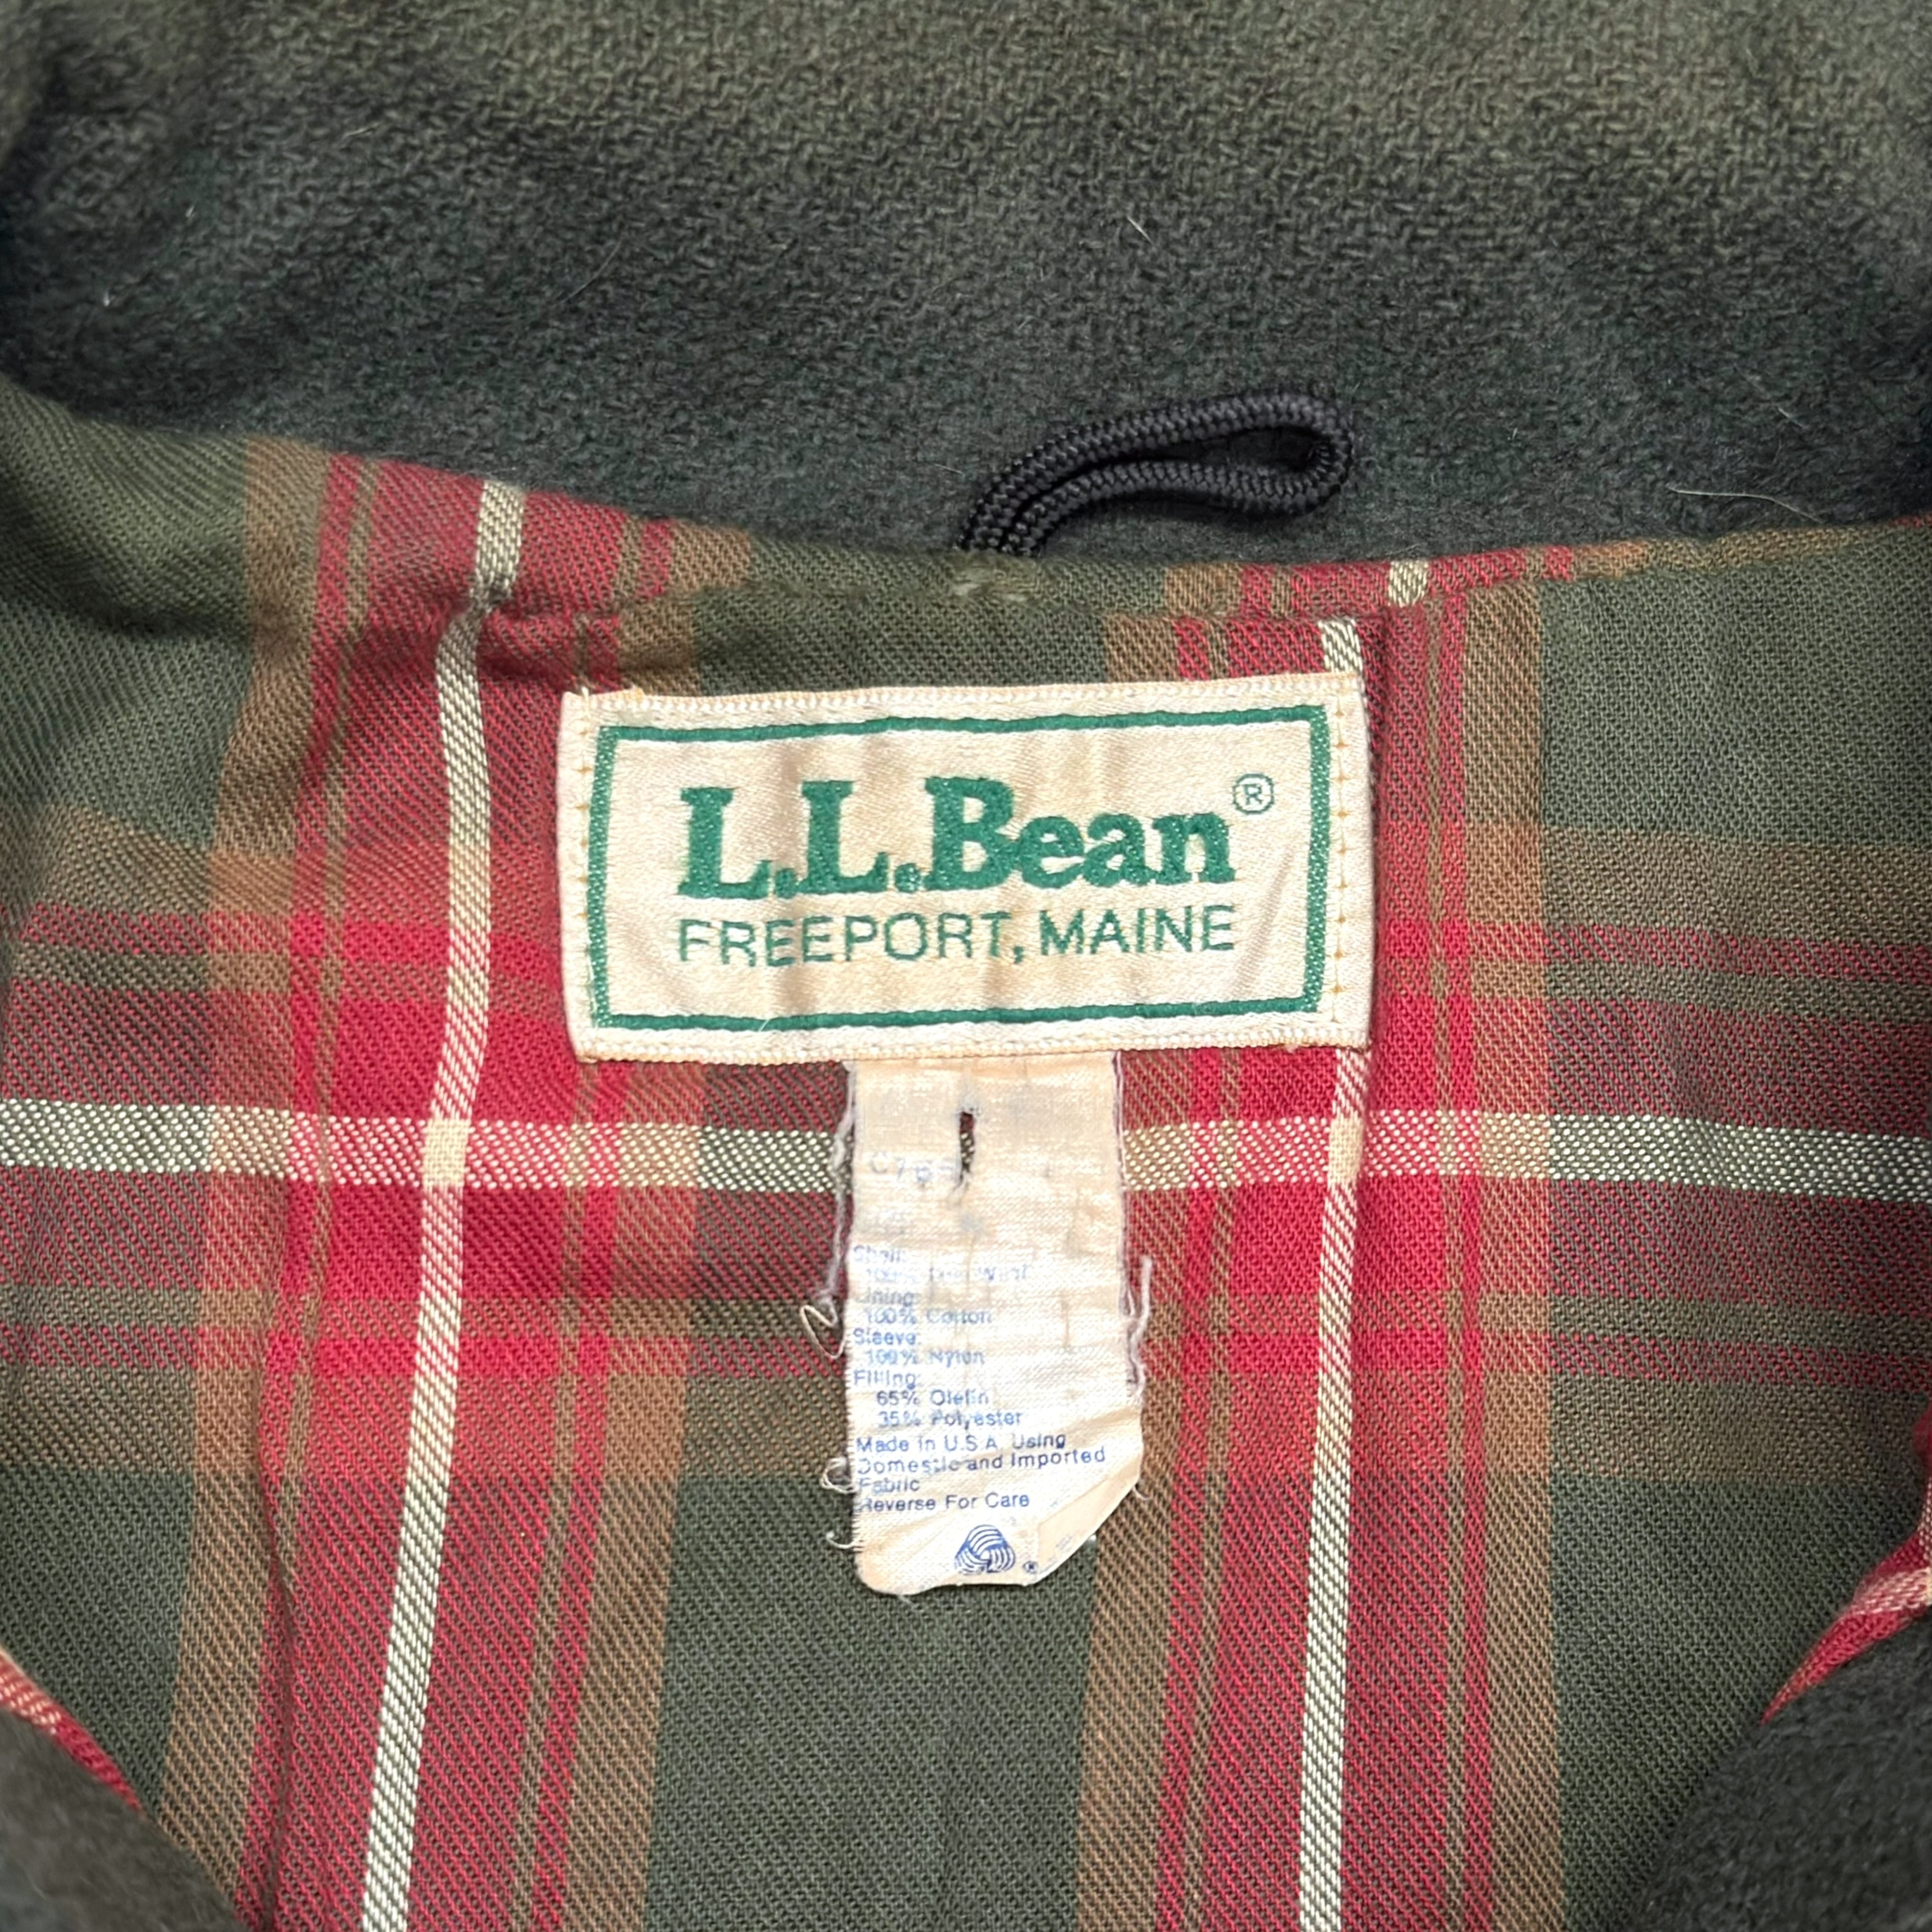 L.L.Bean®
FREEPORT, MAINE
Shell:
100%
Lining:
100% Cotton
Sleeve:
100% Nylon
Filling:
65% Olefin
35% Polyester
Made in U.S.A. Using
Domestic and Imported
Fabric
Reverse For Care